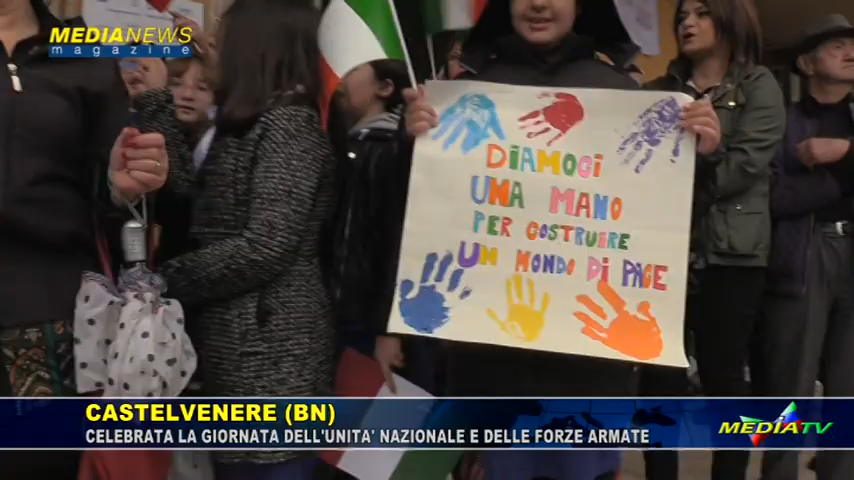 MEDIANEWS
magazine
DIAMOCI
UNA MANO
PER COSTRUIRE
UN MONDO DI PACE
CASTELVENERE (BN)
CELEBRATA LA GIORNATA DELL'UNITA' NAZIONALE E DELLE FORZE ARMATE
MEDIATV